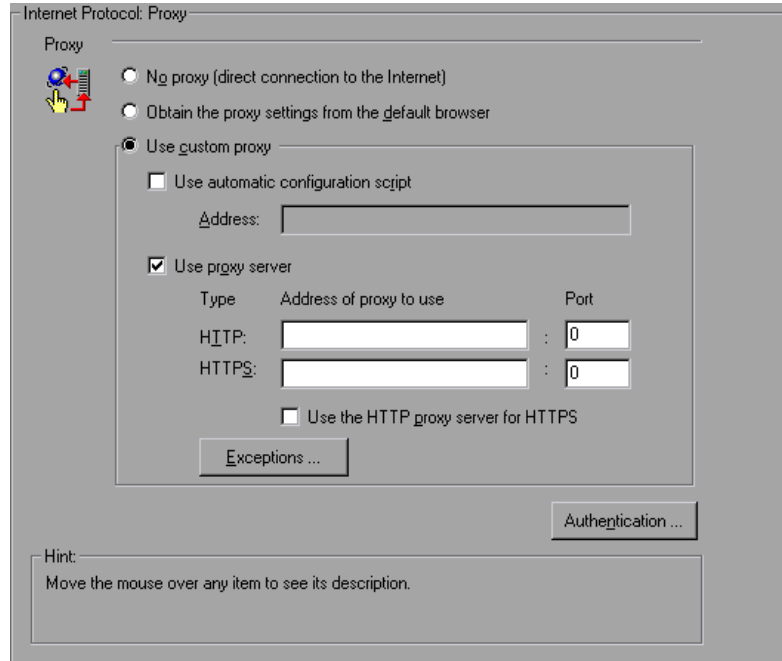 Internet Protocol: Proxy
Proxy
No proxy (direct connection to the Internet)
Obtain the proxy settings from the default browser
Use custom proxy
Use automatic configuration script
Address:
Use proxy server
Type Address of proxy to use Port
HTTP: : 0
HTTPS: : 0
Use the HTTP proxy server for HTTPS
Exceptions ...
Authentication ...
Hint:
Move the mouse over any item to see its description.